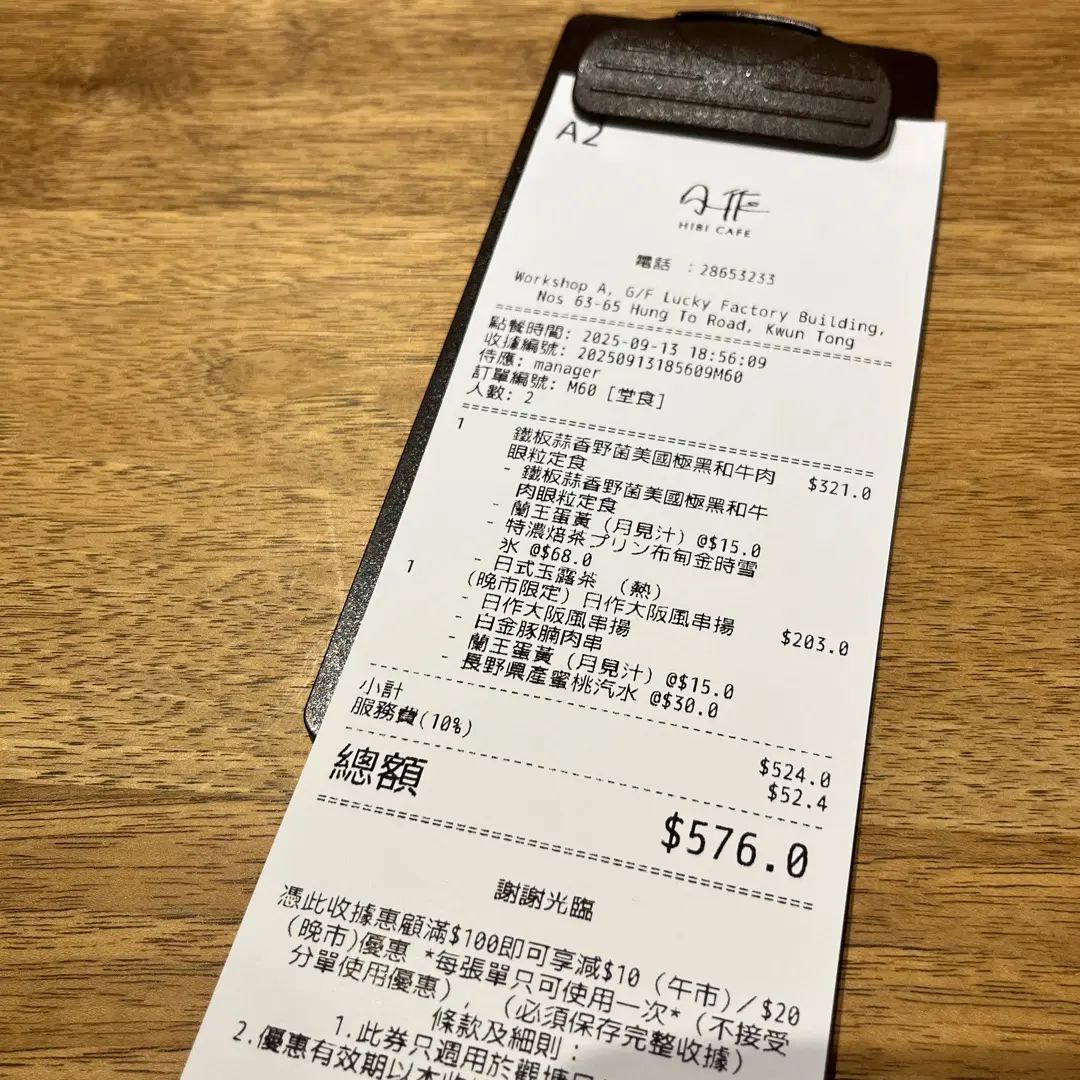 A2
HIBI CAFE
電話 :28653233
Workshop A, G/F Lucky Factory Building,
Nos 63-65 Hung To Road, Kwun Tong
點餐時間: 2025-09-13 18:56:09
收據編號: 20250913185609M60
侍應: manager
訂單編號: M60 [堂食]
人數: 2
1 鐵板蒜香野菌美國極黑和牛肉 $321.0
眼粒定食
- 鐵板蒜香野菌美國極黑和牛
肉眼粒定食
- 蘭王蛋黃 (月見汁) @$15.0
- 特濃焙茶プリン布甸金時雪
氷 @$68.0
- 日式玉露茶 (熱)
1 (晚市限定) 日作大阪風串揚 $203.0
- 日作大阪風串揚
- 白金豚腩肉串
- 蘭王蛋黃 (月見汁) @$15.0
- 長野県產蜜桃汽水 @$30.0
小計 $524.0
服務費(10%) $52.4
總額 $576.0
謝謝光臨
憑此收據惠顧滿$100即可享減$10 (午市)/ $20
(晚市)優惠 *每張單只可使用一次* (不接受
分單使用優惠), (必須保存完整收據)
條款及細則:
1.此券只適用於觀塘
2.優惠有效期以本收